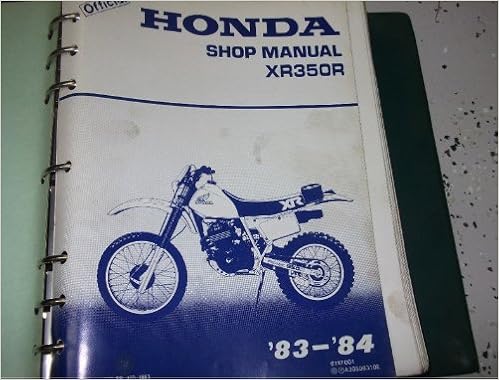 Official
HONDA
SHOP MANUAL
XR350R
XR
'83–'84